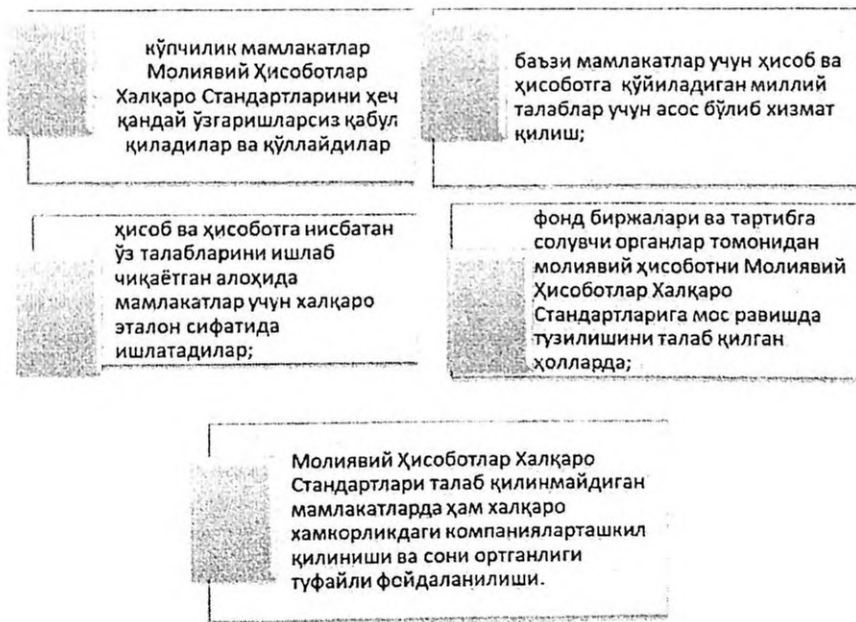 кўпчилик мамлакатлар
Молиявий Ҳисоботлар
Халқаро Стандартларини ҳеч
қандай ўзгаришларсиз қабул
қиладилар ва қўллайдилар
баъзи мамлакатлар учун ҳисоб ва
ҳисоботга қўйиладиган миллий
талаблар учун асос бўлиб хизмат
қилиш;
ҳисоб ва ҳисоботга нисбатан
ўз талабларини ишлаб
чиқаётган алоҳида
мамлакатлар учун халқаро
эталон сифатида
ишлатадилар;
фонд биржалари ва тартибга
солувчи органлар томонидан
молиявий ҳисоботни Молиявий
Ҳисоботлар Халқаро
Стандартларига мос равишда
тузилишини талаб қилган
ҳолларда;
Молиявий Ҳисоботлар Халқаро
Стандартлари талаб қилинмайдиган
мамлакатларда ҳам халқаро
хамкорликдаги компанияларташкил
қилиниши ва сони ортганлиги
туфайли фойдаланилиши.